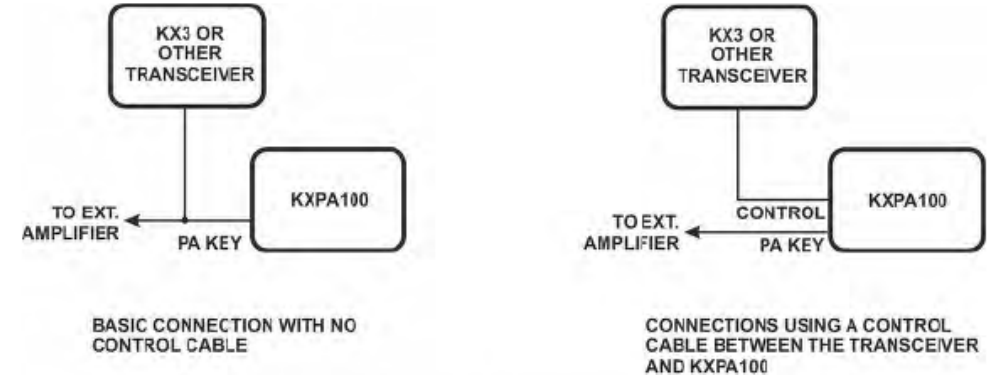 KX3 OR
OTHER
TRANSCEIVER
KXPA100
TO EXT.
AMPLIFIER
PA KEY
BASIC CONNECTION WITH NO
CONTROL CABLE
KX3 OR
OTHER
TRANSCEIVER
KXPA100
CONTROL
TO EXT.
AMPLIFIER
PA KEY
CONNECTIONS USING A CONTROL
CABLE BETWEEN THE TRANSCEIVER
AND KXPA100